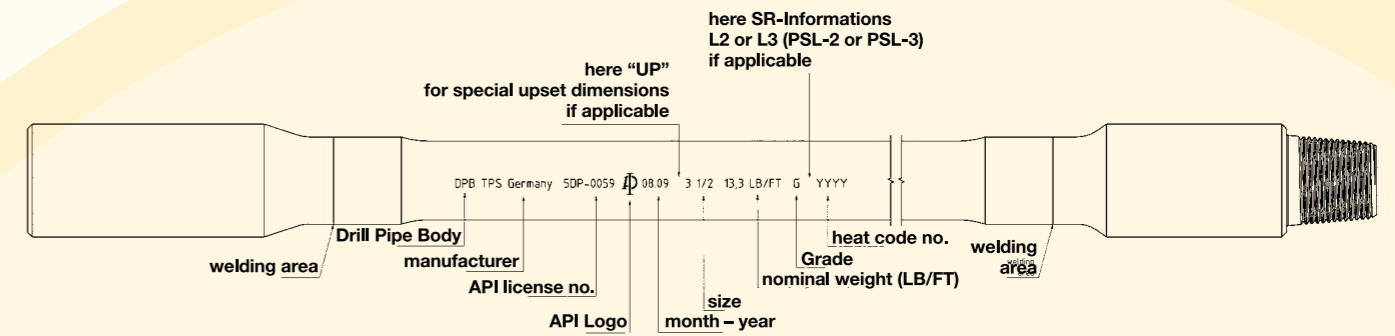 here SR-Informations
L2 or L3 (PSL-2 or PSL-3)
if applicable
here “UP”
for special upset dimensions
if applicable
DPB TPS Germany 5DP-0059 08.09 3 1/2 13,3 LB/FT G YYYY
Drill Pipe Body
welding area
manufacturer
API license no.
API Logo
month – year
size
nominal weight (LB/FT)
Grade
heat code no.
welding
area
welding
area